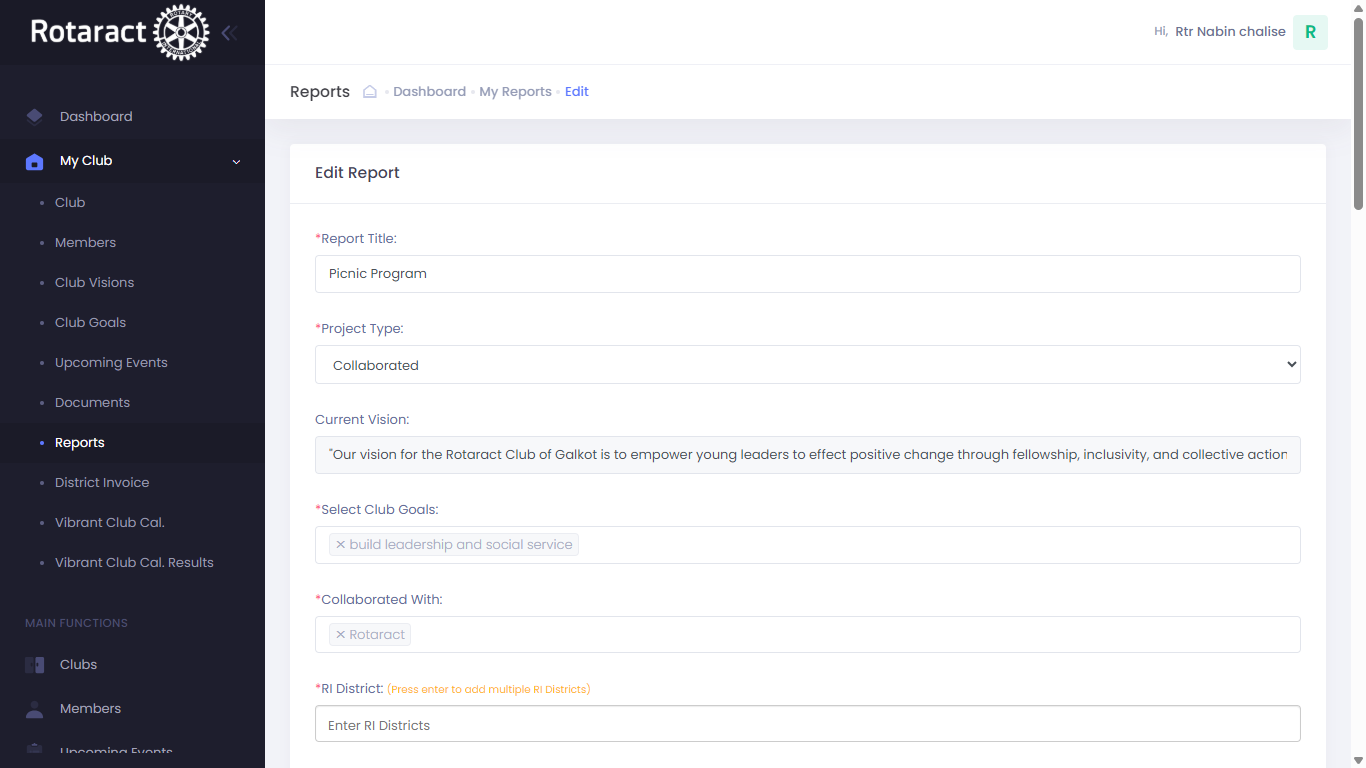 Rotaract
ROTARY
INTERNATIONAL
Hi, Rtr Nabin chalise
R
Reports
Dashboard
My Reports
Edit
Dashboard
My Club
Club
Members
Club Visions
Club Goals
Upcoming Events
Documents
Reports
District Invoice
Vibrant Club Cal.
Vibrant Club Cal. Results
MAIN FUNCTIONS
Clubs
Members
Upcoming Events
Edit Report
*Report Title:
Picnic Program
*Project Type:
Collaborated
Current Vision:
"Our vision for the Rotaract Club of Galkot is to empower young leaders to effect positive change through fellowship, inclusivity, and collective action
*Select Club Goals:
× build leadership and social service
*Collaborated With:
× Rotaract
*RI District: (Press enter to add multiple RI Districts)
Enter RI Districts